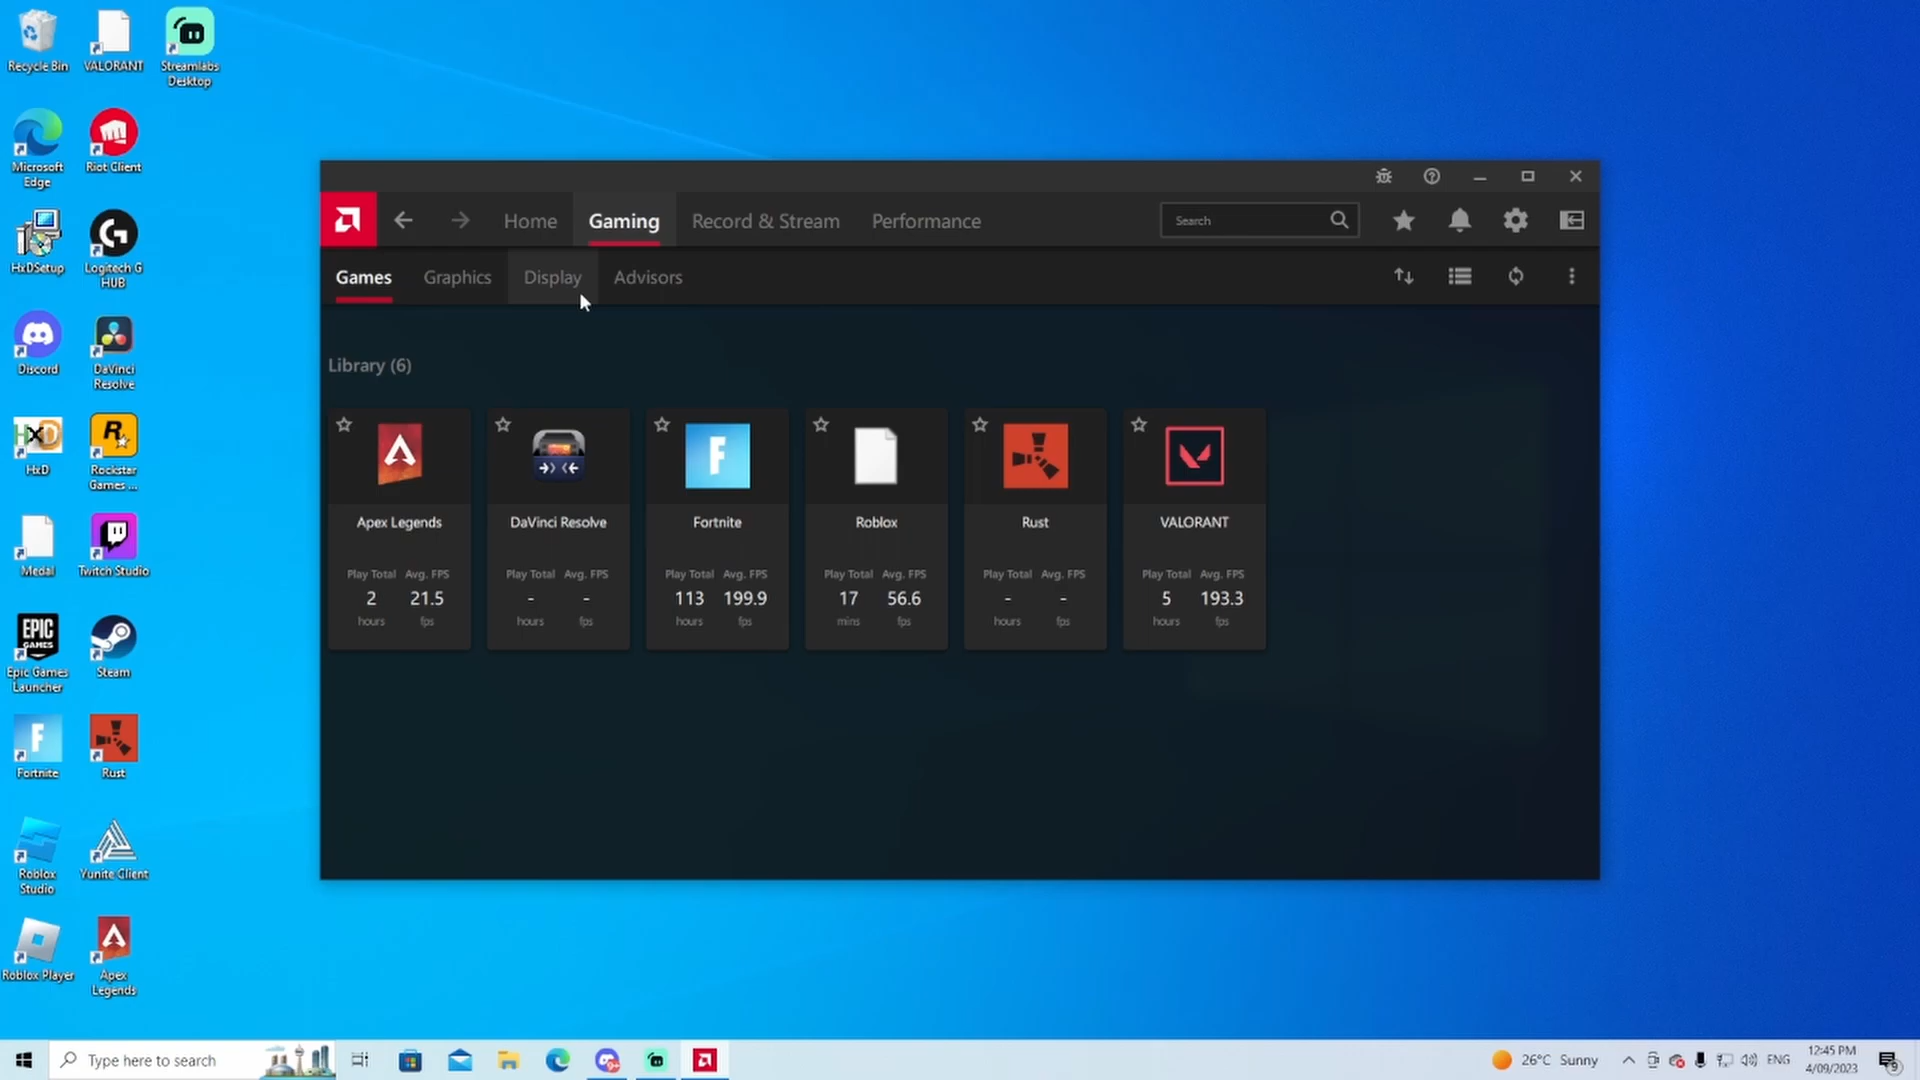 Recycle Bin
VALORANT
Streamlabs
Desktop
Microsoft
Edge
Riot Client
HxDSetup
Logitech G
HUB
Discord
DaVinci
Resolve
HxD
Rockstar
Games ...
Medal
Twitch Studio
EPIC
GAMES
Epic Games
Launcher
Steam
Fortnite
Rust
Roblox
Studio
Yunite Client
Roblox Player
Apex
Legends
Home
Gaming
Record & Stream
Performance
Search
Games
Graphics
Display
Advisors
Library (6)
Apex Legends
Play Total Avg. FPS
2 21.5
hours fps
DaVinci Resolve
Play Total Avg. FPS
- -
hours fps
F
Fortnite
Play Total Avg. FPS
113 199.9
hours fps
Roblox
Play Total Avg. FPS
17 56.6
mins fps
Rust
Play Total Avg. FPS
- -
hours fps
VALORANT
Play Total Avg. FPS
5 193.3
hours fps
Type here to search
26°C Sunny
ENG
12:45 PM
4/09/2023